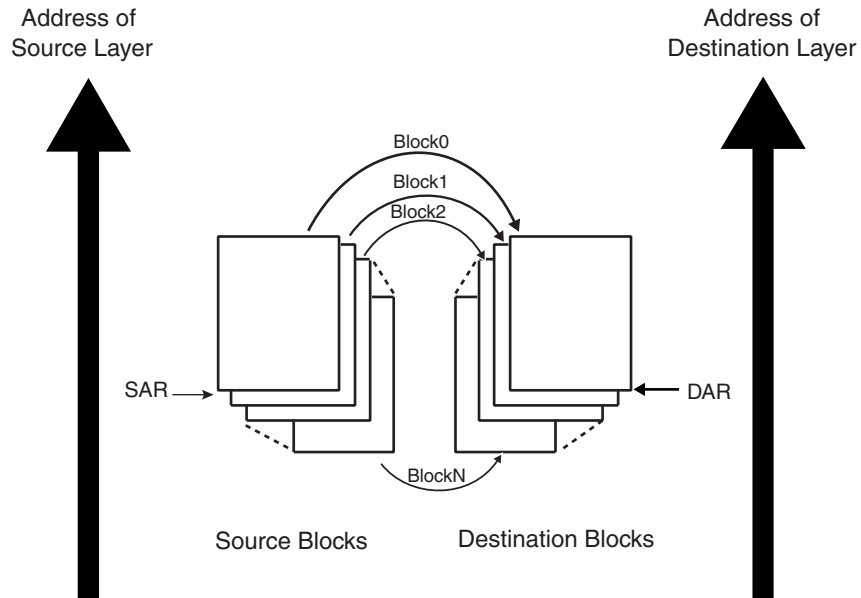 Address of
Source Layer
Address of
Destination Layer
Block0
Block1
Block2
SAR
DAR
BlockN
Source Blocks
Destination Blocks